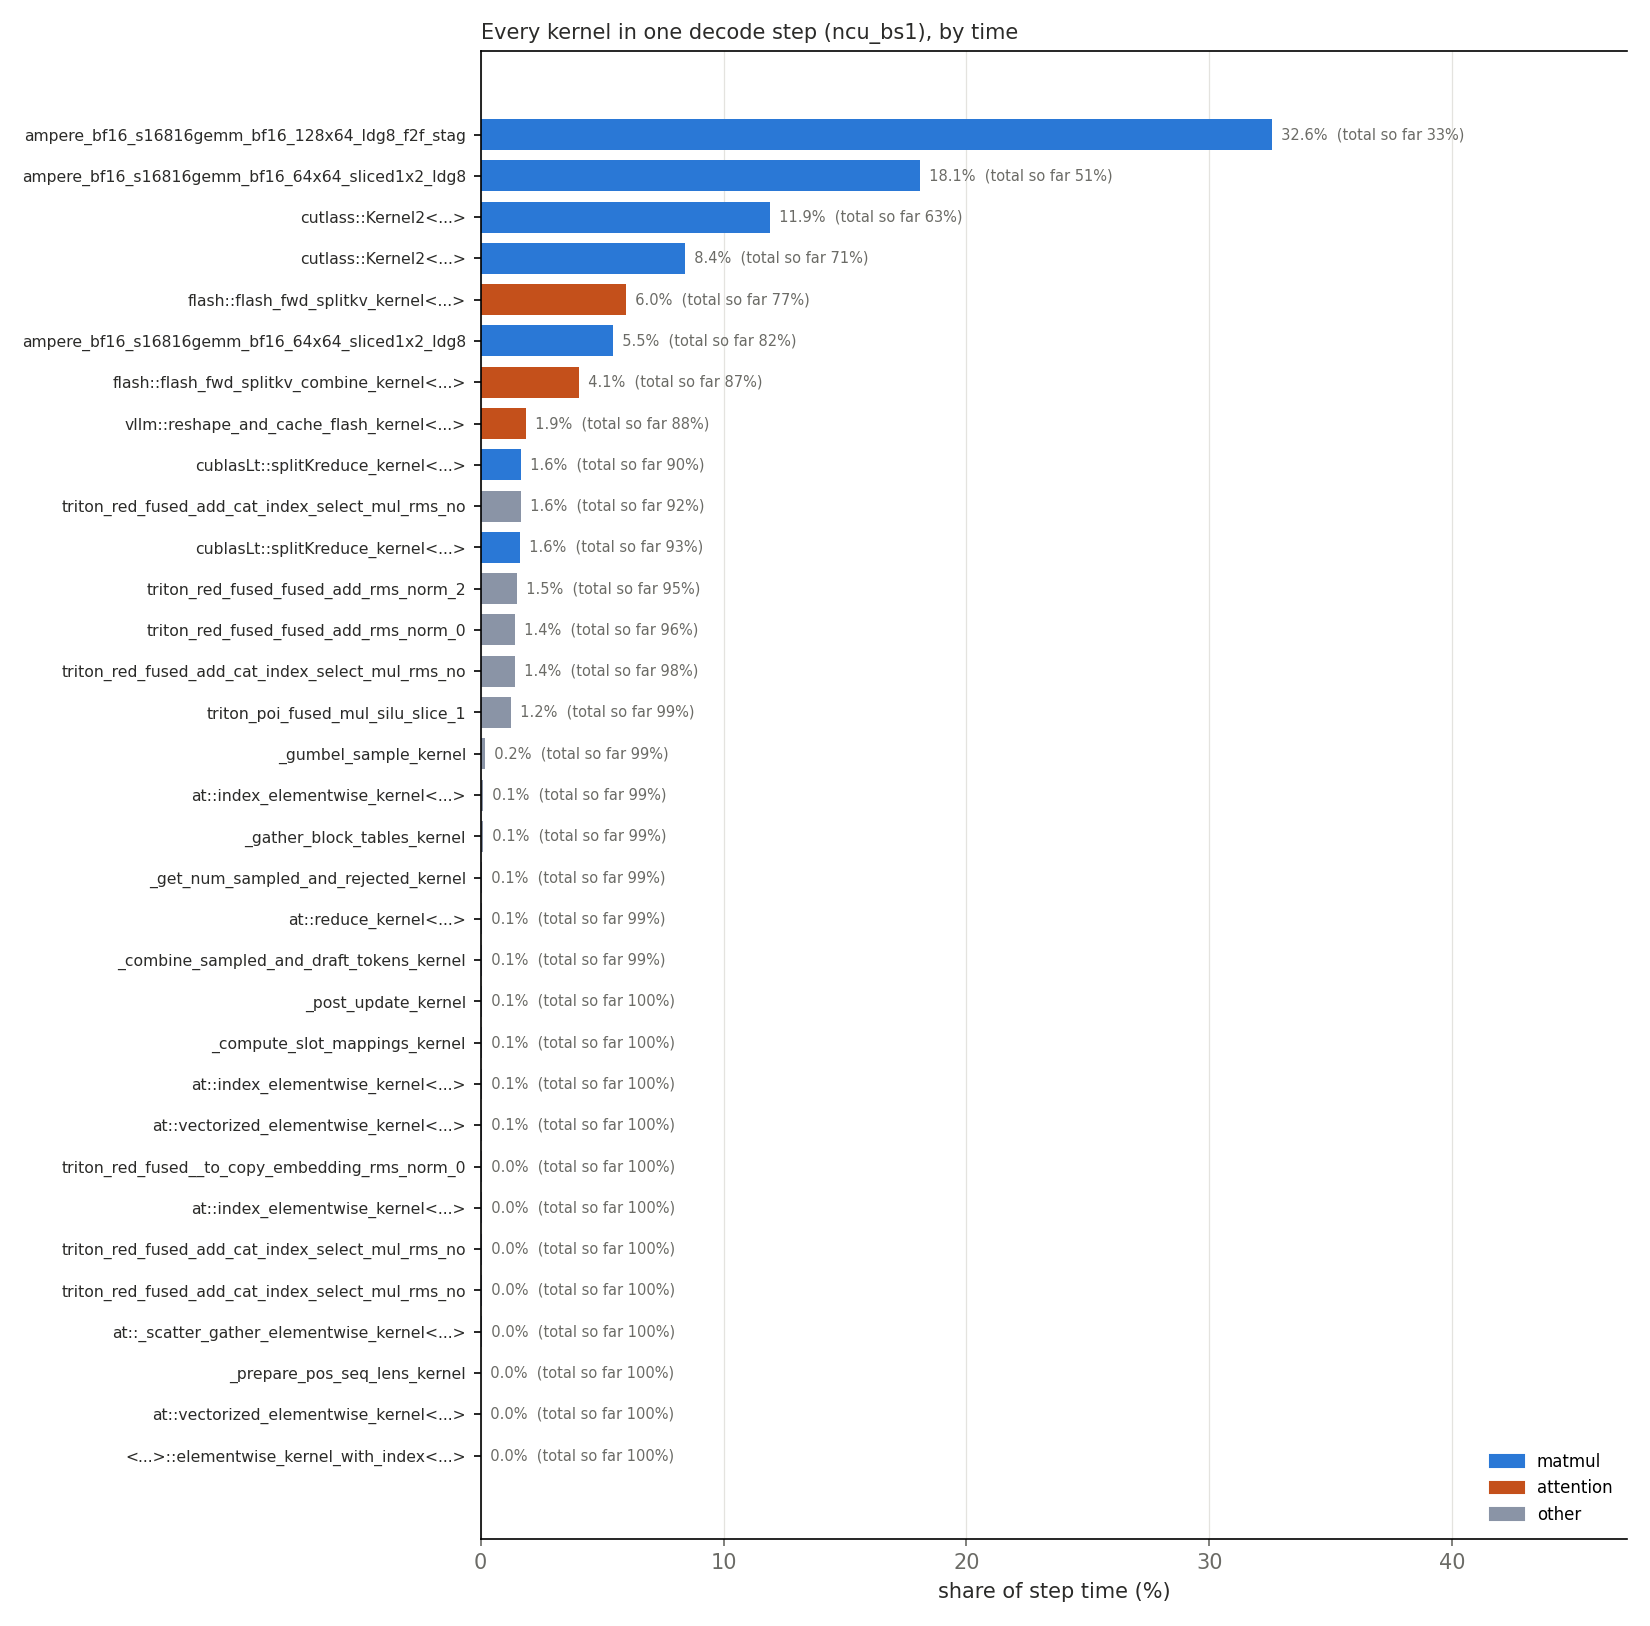 Every kernel in one decode step (ncu_bs1), by time
ampere_bf16_s16816gemm_bf16_128x64_ldg8_f2f_stag 32.6% (total so far 33%)
ampere_bf16_s16816gemm_bf16_64x64_sliced1x2_ldg8 18.1% (total so far 51%)
cutlass::Kernel2<...> 11.9% (total so far 63%)
cutlass::Kernel2<...> 8.4% (total so far 71%)
flash::flash_fwd_splitkv_kernel<...> 6.0% (total so far 77%)
ampere_bf16_s16816gemm_bf16_64x64_sliced1x2_ldg8 5.5% (total so far 82%)
flash::flash_fwd_splitkv_combine_kernel<...> 4.1% (total so far 87%)
vllm::reshape_and_cache_flash_kernel<...> 1.9% (total so far 88%)
cublasLt::splitKreduce_kernel<...> 1.6% (total so far 90%)
triton_red_fused_add_cat_index_select_mul_rms_no 1.6% (total so far 92%)
cublasLt::splitKreduce_kernel<...> 1.6% (total so far 93%)
triton_red_fused_fused_add_rms_norm_2 1.5% (total so far 95%)
triton_red_fused_fused_add_rms_norm_0 1.4% (total so far 96%)
triton_red_fused_add_cat_index_select_mul_rms_no 1.4% (total so far 98%)
triton_poi_fused_mul_silu_slice_1 1.2% (total so far 99%)
_gumbel_sample_kernel 0.2% (total so far 99%)
at::index_elementwise_kernel<...> 0.1% (total so far 99%)
_gather_block_tables_kernel 0.1% (total so far 99%)
_get_num_sampled_and_rejected_kernel 0.1% (total so far 99%)
at::reduce_kernel<...> 0.1% (total so far 99%)
_combine_sampled_and_draft_tokens_kernel 0.1% (total so far 99%)
_post_update_kernel 0.1% (total so far 100%)
_compute_slot_mappings_kernel 0.1% (total so far 100%)
at::index_elementwise_kernel<...> 0.1% (total so far 100%)
at::vectorized_elementwise_kernel<...> 0.1% (total so far 100%)
triton_red_fused__to_copy_embedding_rms_norm_0 0.0% (total so far 100%)
at::index_elementwise_kernel<...> 0.0% (total so far 100%)
triton_red_fused_add_cat_index_select_mul_rms_no 0.0% (total so far 100%)
triton_red_fused_add_cat_index_select_mul_rms_no 0.0% (total so far 100%)
at::_scatter_gather_elementwise_kernel<...> 0.0% (total so far 100%)
_prepare_pos_seq_lens_kernel 0.0% (total so far 100%)
at::vectorized_elementwise_kernel<...> 0.0% (total so far 100%)
<...>::elementwise_kernel_with_index<...> 0.0% (total so far 100%)
matmul
attention
other
0 10 20 30 40
share of step time (%)